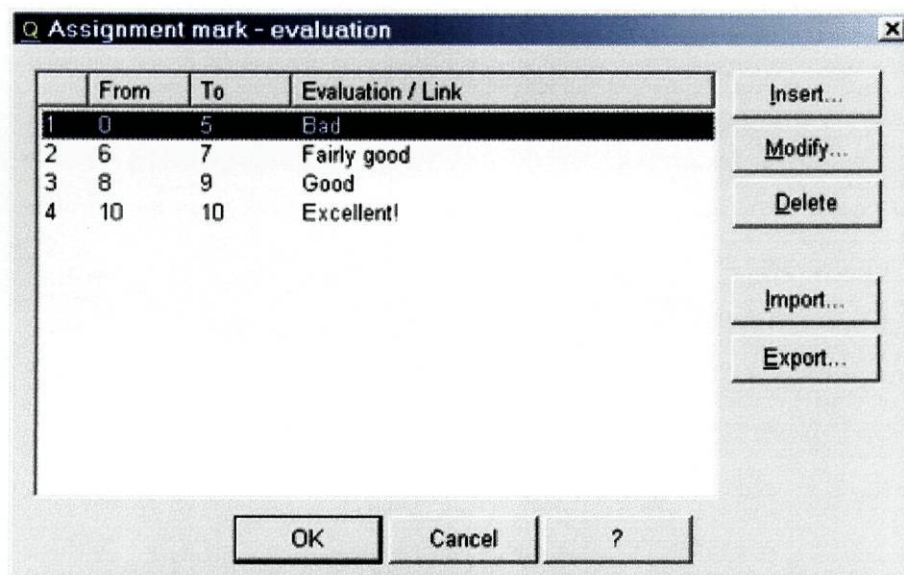 Q Assignment mark - evaluation
From To Evaluation / Link
1 0 5 Bad
2 6 7 Fairly good
3 8 9 Good
4 10 10 Excellent!
Insert...
Modify...
Delete
Import...
Export...
OK Cancel ?